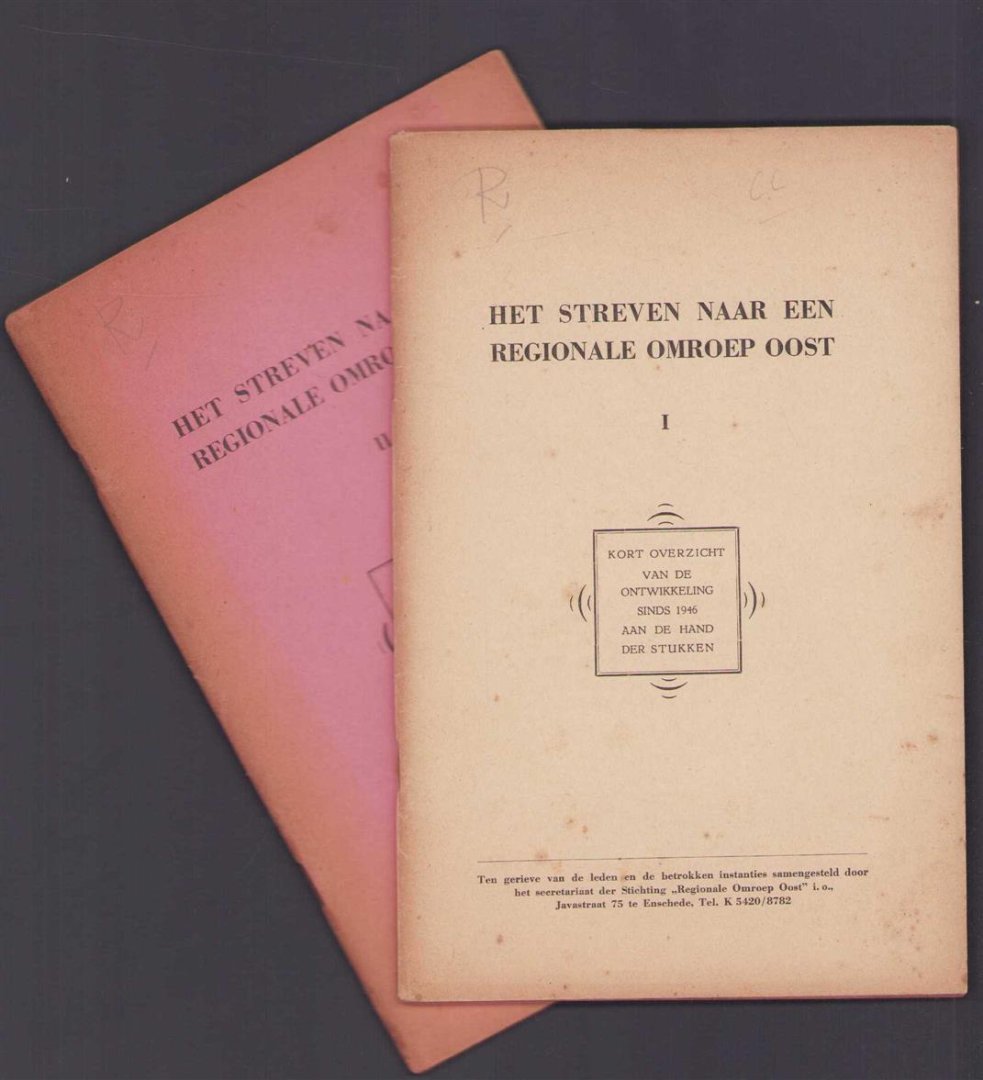 R
CC
HET STREVEN NAAR EEN
REGIONALE OMROEP OOST
I
KORT OVERZICHT
VAN DE
ONTWIKKELING
SINDS 1946
AAN DE HAND
DER STUKKEN
Ten gerieve van de leden en de betrokken instanties samengesteld door
het secretariaat der Stichting „Regionale Omroep Oost" i. o.,
Javastraat 75 te Enschede, Tel. K 5420/8782
R
HET STREVEN NA
REGIONALE OMRO
II